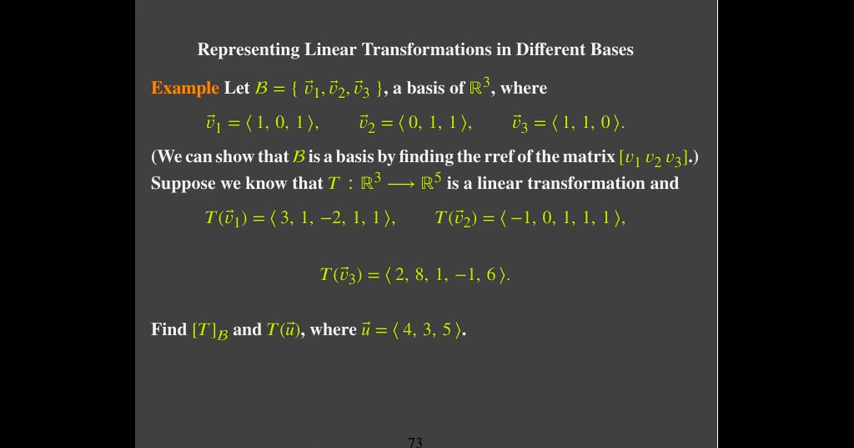 Representing Linear Transformations in Different Bases
Example Let ℬ = { v⃗₁, v⃗₂, v⃗₃ }, a basis of ℝ³, where
v⃗₁ = ⟨ 1, 0, 1 ⟩, v⃗₂ = ⟨ 0, 1, 1 ⟩, v⃗₃ = ⟨ 1, 1, 0 ⟩.
(We can show that ℬ is a basis by finding the rref of the matrix [v₁ v₂ v₃].)
Suppose we know that T : ℝ³ ⟶ ℝ⁵ is a linear transformation and
T(v⃗₁) = ⟨ 3, 1, −2, 1, 1 ⟩, T(v⃗₂) = ⟨ −1, 0, 1, 1, 1 ⟩,
T(v⃗₃) = ⟨ 2, 8, 1, −1, 6 ⟩.
Find [T]ℬ and T(u⃗), where u⃗ = ⟨ 4, 3, 5 ⟩.
73